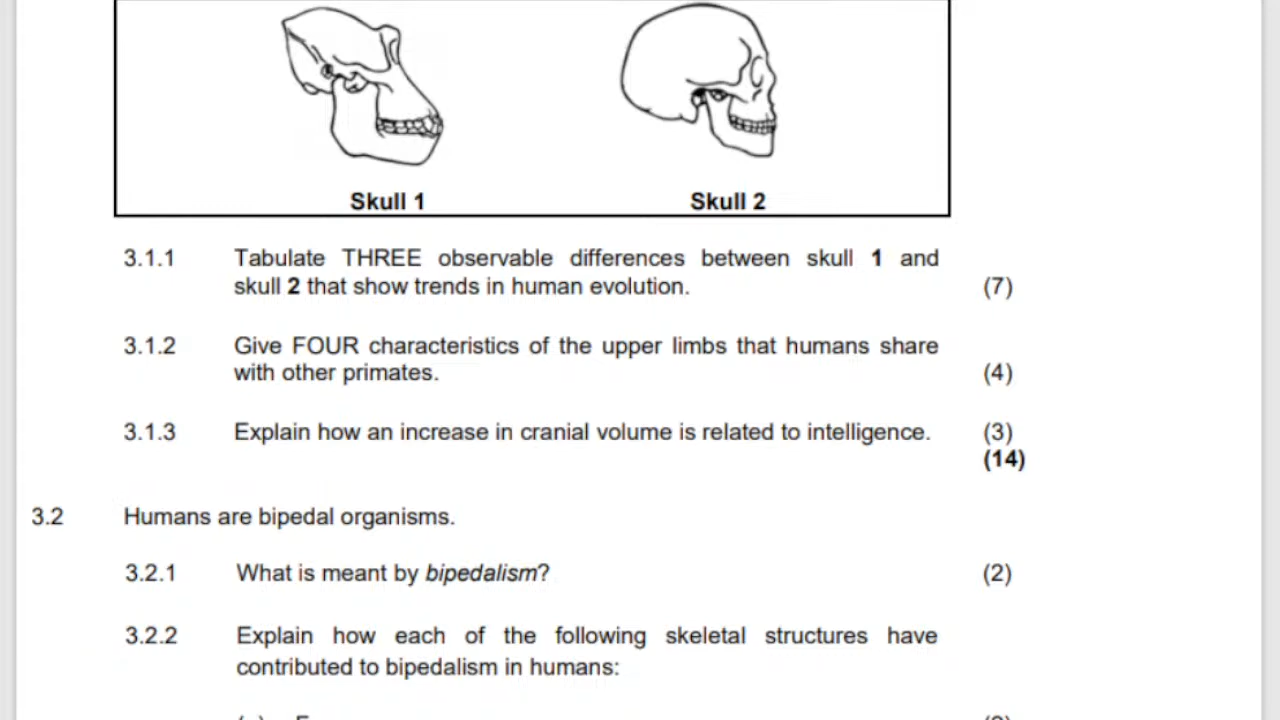 Skull 1 Skull 2
3.1.1 Tabulate THREE observable differences between skull 1 and
skull 2 that show trends in human evolution. (7)
3.1.2 Give FOUR characteristics of the upper limbs that humans share
with other primates. (4)
3.1.3 Explain how an increase in cranial volume is related to intelligence. (3)
(14)
3.2 Humans are bipedal organisms.
3.2.1 What is meant by bipedalism? (2)
3.2.2 Explain how each of the following skeletal structures have
contributed to bipedalism in humans: